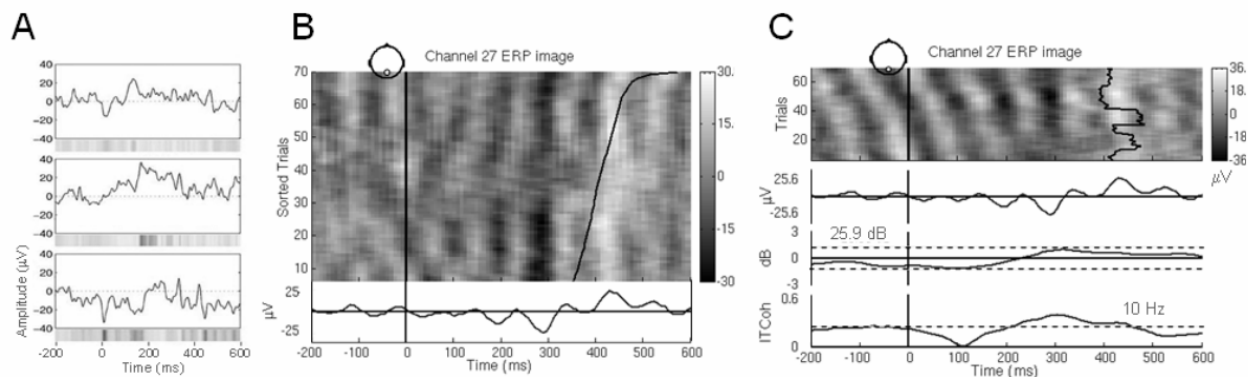 A
40
20
0
−20
−40
40
20
0
−20
−40
40
20
0
−20
−40
Amplitude (μV)
-200 0 200 400 600
Time (ms)
B
Channel 27 ERP image
70
60
50
40
30
20
10
Sorted Trials
30.
15
0
-15
-30
25
-25
μV
-200 -100 0 100 200 300 400 500 600
Time (ms)
C
Channel 27 ERP image
60
40
20
Trials
36.
18
0
-18
-36
μV
25.6
-25.6
μV
25.9 dB
3
0
-3
dB
10 Hz
0.6
0
ITCoh
-200 -100 0 100 200 300 400 500 600
Time (ms)